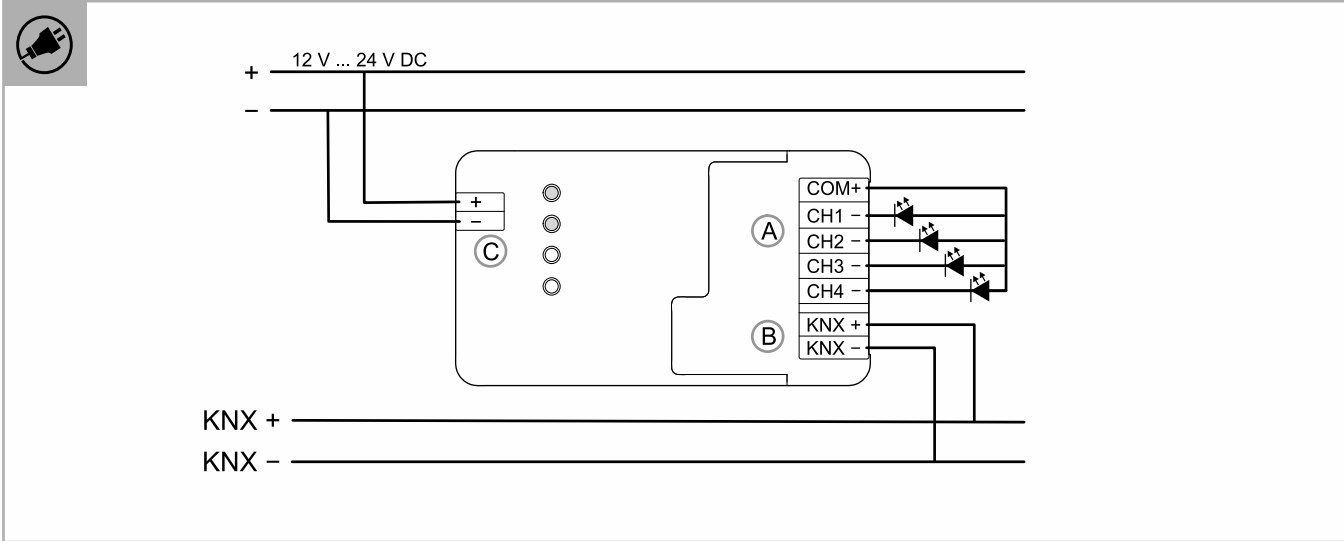 12 V ... 24 V DC
+
−
+
−
C
A
B
COM+
CH1 −
CH2 −
CH3 −
CH4 −
KNX +
KNX −
KNX +
KNX −